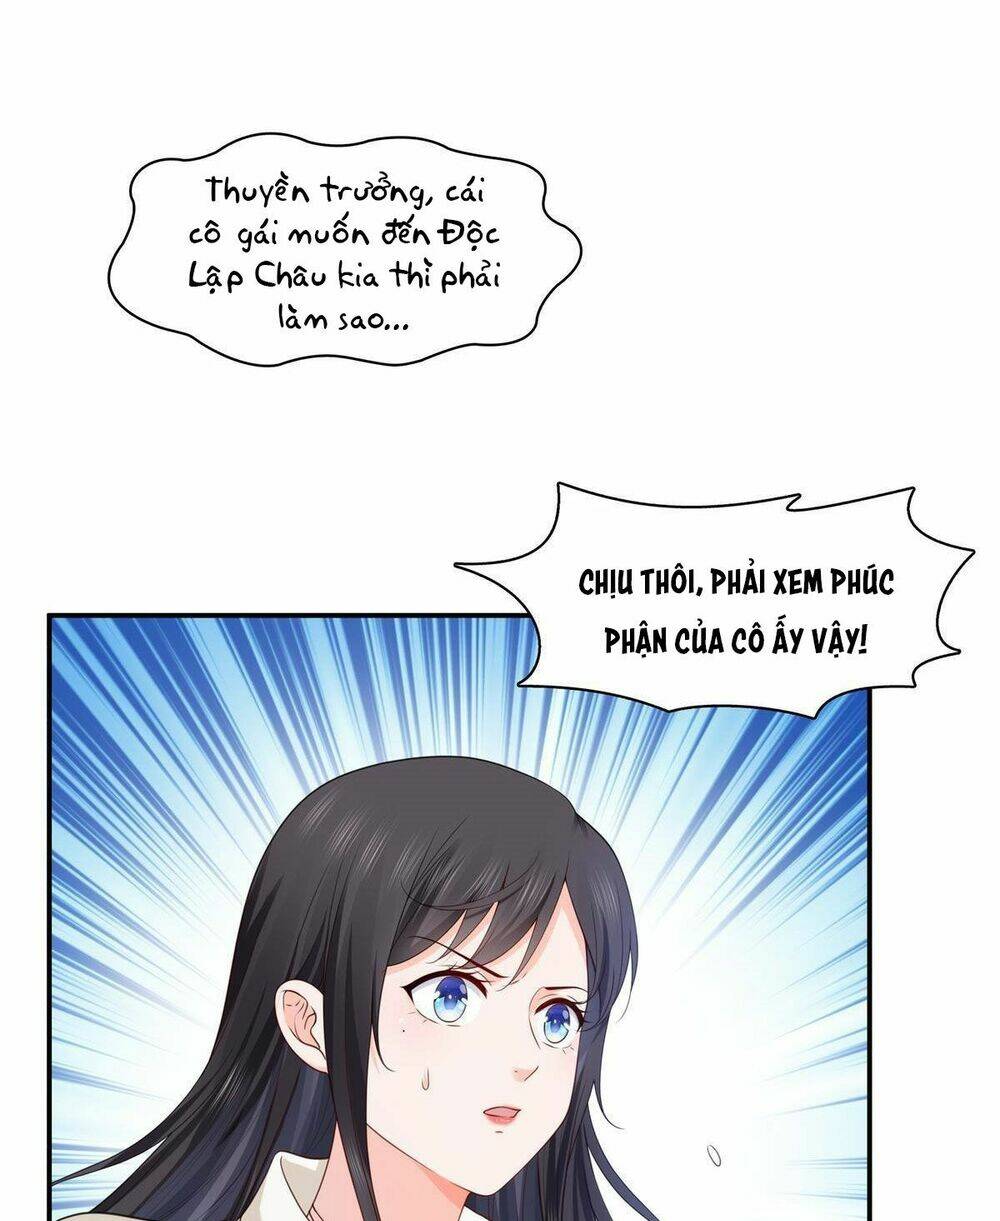 Thuyền trưởng, cái
cô gái muốn đến Độc
Lập Châu kia thì phải
làm sao...
CHỊU THÔI, PHẢI XEM PHÚC
PHẬN CỦA CÔ ẤY VẬY!